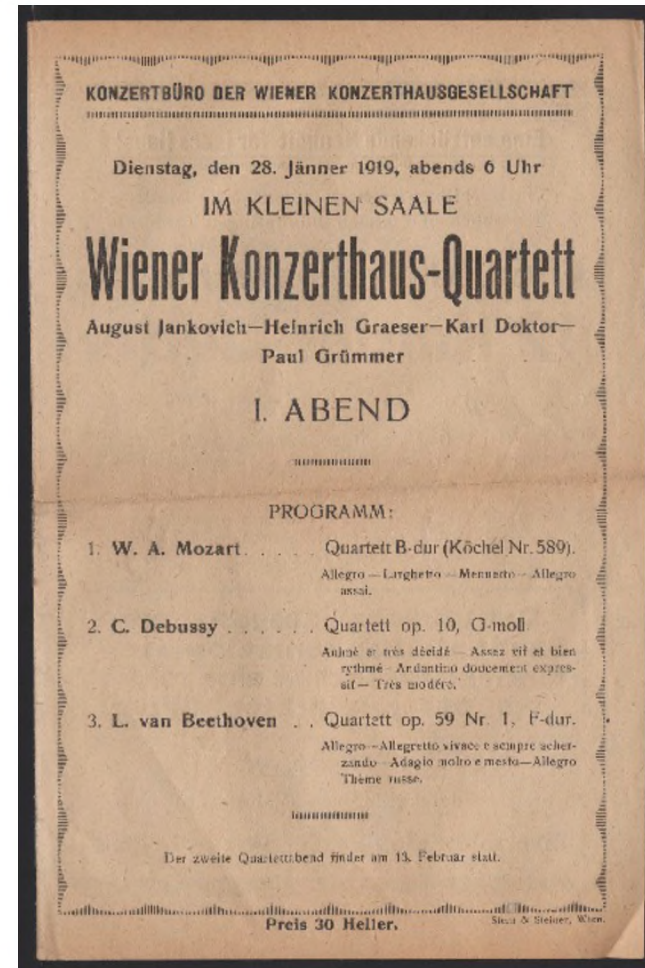 KONZERTBÜRO DER WIENER KONZERTHAUSGESELLSCHAFT
Dienstag, den 28. Jänner 1919, abends 6 Uhr
IM KLEINEN SAALE
Wiener Konzerthaus-Quartett
August Jankovich—Heinrich Graeser—Karl Doktor—
Paul Grümmer
I. ABEND
PROGRAMM:
1. W. A. Mozart . . . . . Quartett B-dur (Köchel Nr. 589).
Allegro — Larghetto — Menuetto — Allegro
assai.
2. C. Debussy . . . . . . Quartett op. 10, G-moll.
Animé et très décidé — Assez vif et bien
rythmé — Andantino doucement expres-
sif — Très modéré.
3. L. van Beethoven . . Quartett op. 59 Nr. 1, F-dur.
Allegro—Allegretto vivace e sempre scher-
zando—Adagio molto e mesto—Allegro
Thème russe.
Der zweite Quartettabend findet am 13. Februar statt.
Preis 30 Heller.
& Steiner, Wien.